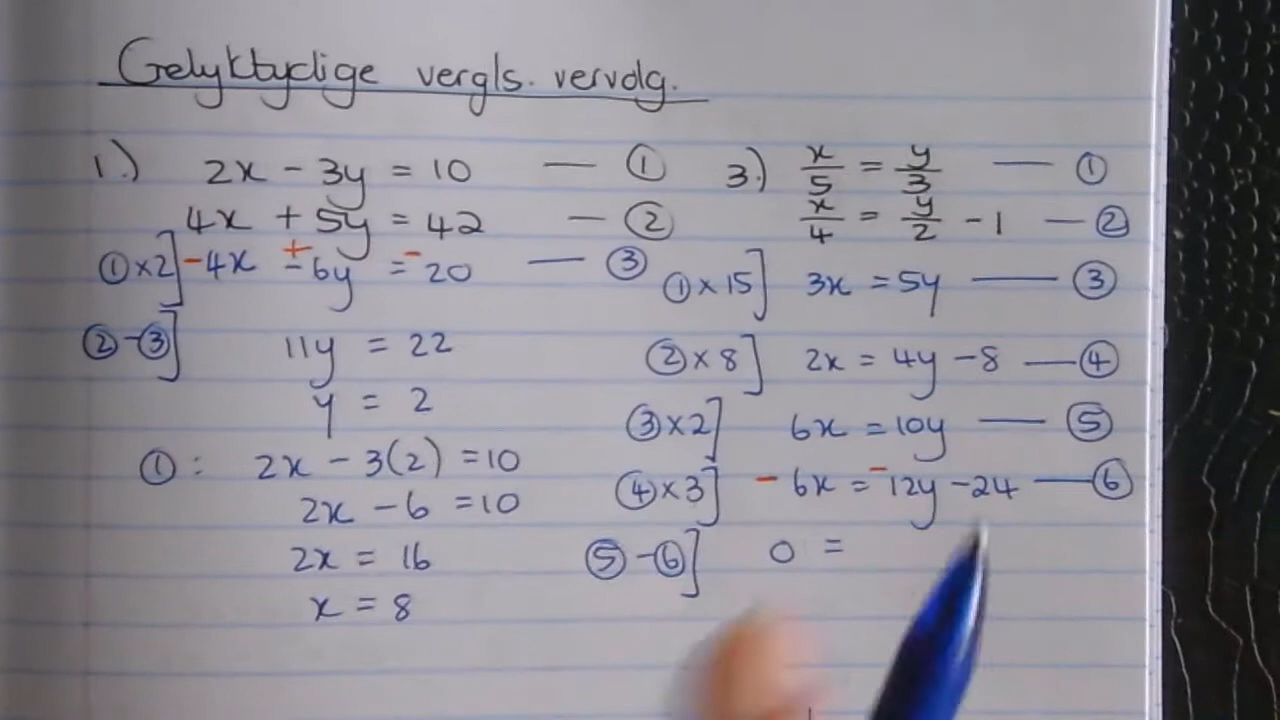 Gelyktydige vergls. vervolg.
1.) 2x - 3y = 10 — ①
4x + 5y = 42 — ②
①×2] - 4x -+ 6y = - 20 — ③
②-③] 11y = 22
y = 2
①: 2x - 3(2) = 10
2x - 6 = 10
2x = 16
x = 8
3.) x/5 = y/3 — ①
x/4 = y/2 - 1 — ②
①×15] 3x = 5y — ③
②×8] 2x = 4y - 8 — ④
③×2] 6x = 10y — ⑤
④×3] - 6x = - 12y - 24 — ⑥
⑤-⑥] 0 =